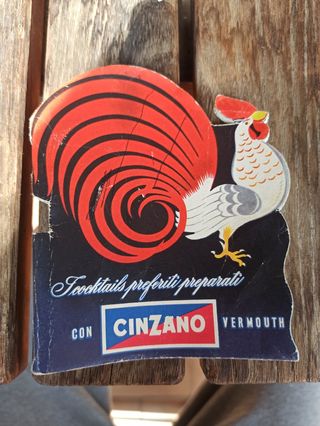 I cocktails preferiti preparati
CON CINZANO VERMOUTH